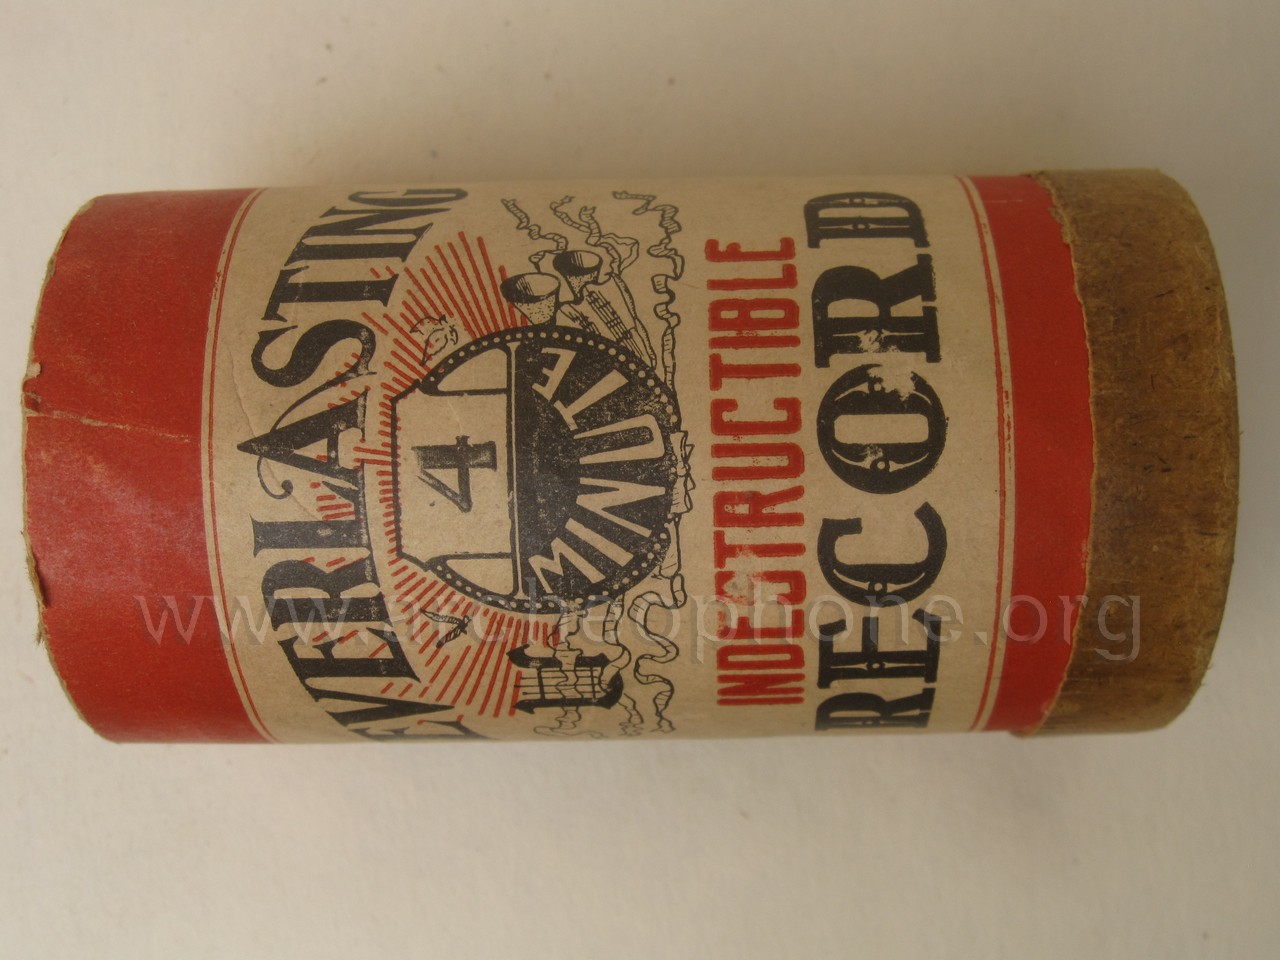 EVERLASTING
4
MINUTE
INDESTRUCTIBLE
RECORD
www.archeophone.org